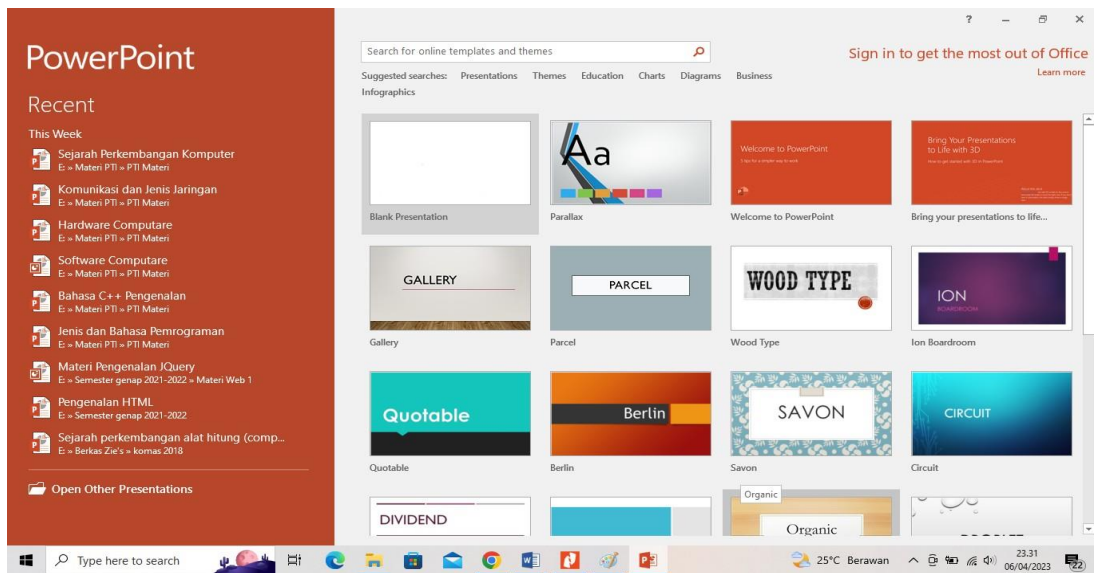 PowerPoint
Recent
This Week
Sejarah Perkembangan Komputer
E: » Materi PTI » PTI Materi
Komunikasi dan Jenis Jaringan
E: » Materi PTI » PTI Materi
Hardware Computare
E: » Materi PTI » PTI Materi
Software Computare
E: » Materi PTI » PTI Materi
Bahasa C++ Pengenalan
E: » Materi PTI » PTI Materi
Jenis dan Bahasa Pemrograman
E: » Materi PTI » PTI Materi
Materi Pengenalan JQuery
E: » Semester genap 2021-2022 » Materi Web 1
Pengenalan HTML
E: » Semester genap 2021-2022
Sejarah perkembangan alat hitung (comp...
E: » Berkas Zie's » komas 2018
Open Other Presentations
?
Search for online templates and themes
Sign in to get the most out of Office
Learn more
Suggested searches: Presentations Themes Education Charts Diagrams Business
Infographics
Aa
Welcome to PowerPoint
5 tips for a simpler way to work
Bring Your Presentations
to Life with 3D
Blank Presentation
Parallax
Welcome to PowerPoint
Bring your presentations to life...
GALLERY
PARCEL
WOOD TYPE
ION
BOARDROOM
Gallery
Parcel
Wood Type
Ion Boardroom
Quotable
Berlin
SAVON
CIRCUIT
Quotable
Berlin
Savon
Circuit
Organic
DIVIDEND
Organic
Type here to search
25°C Berawan
23.31
06/04/2023
22